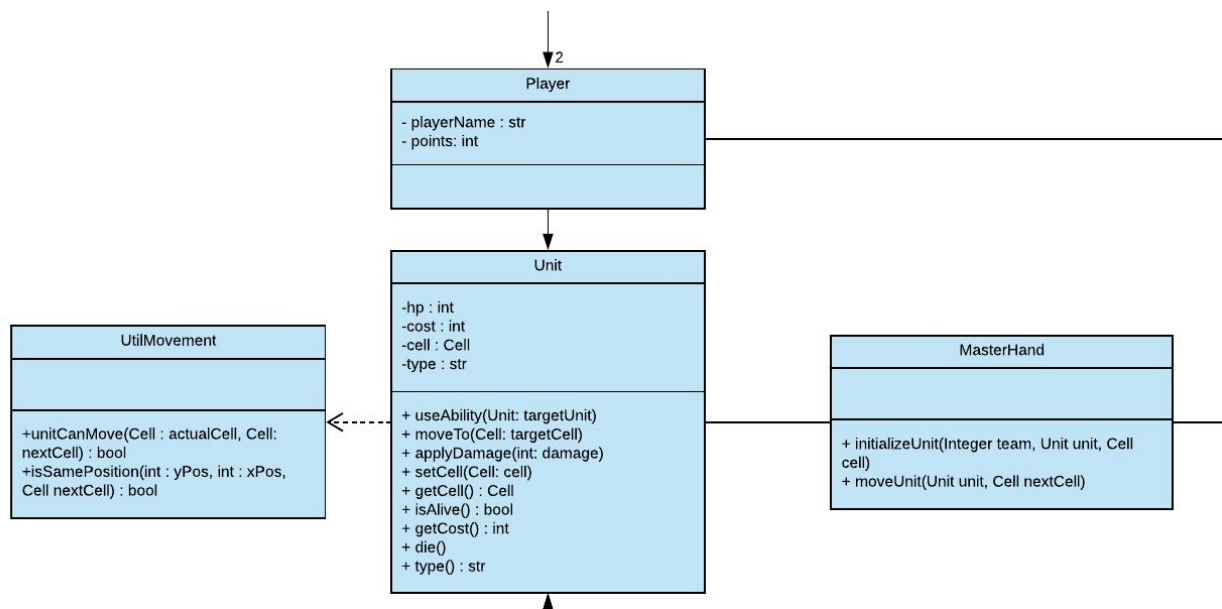 2
Player
- playerName : str
- points: int
Unit
-hp : int
-cost : int
-cell : Cell
-type : str
+ useAbility(Unit: targetUnit)
+ moveTo(Cell: targetCell)
+ applyDamage(int: damage)
+ setCell(Cell: cell)
+ getCell() : Cell
+ isAlive() : bool
+ getCost() : int
+ die()
+ type() : str
UtilMovement
+unitCanMove(Cell : actualCell, Cell:
nextCell) : bool
+isSamePosition(int : yPos, int : xPos,
Cell nextCell) : bool
MasterHand
+ initializeUnit(Integer team, Unit unit, Cell
cell)
+ moveUnit(Unit unit, Cell nextCell)